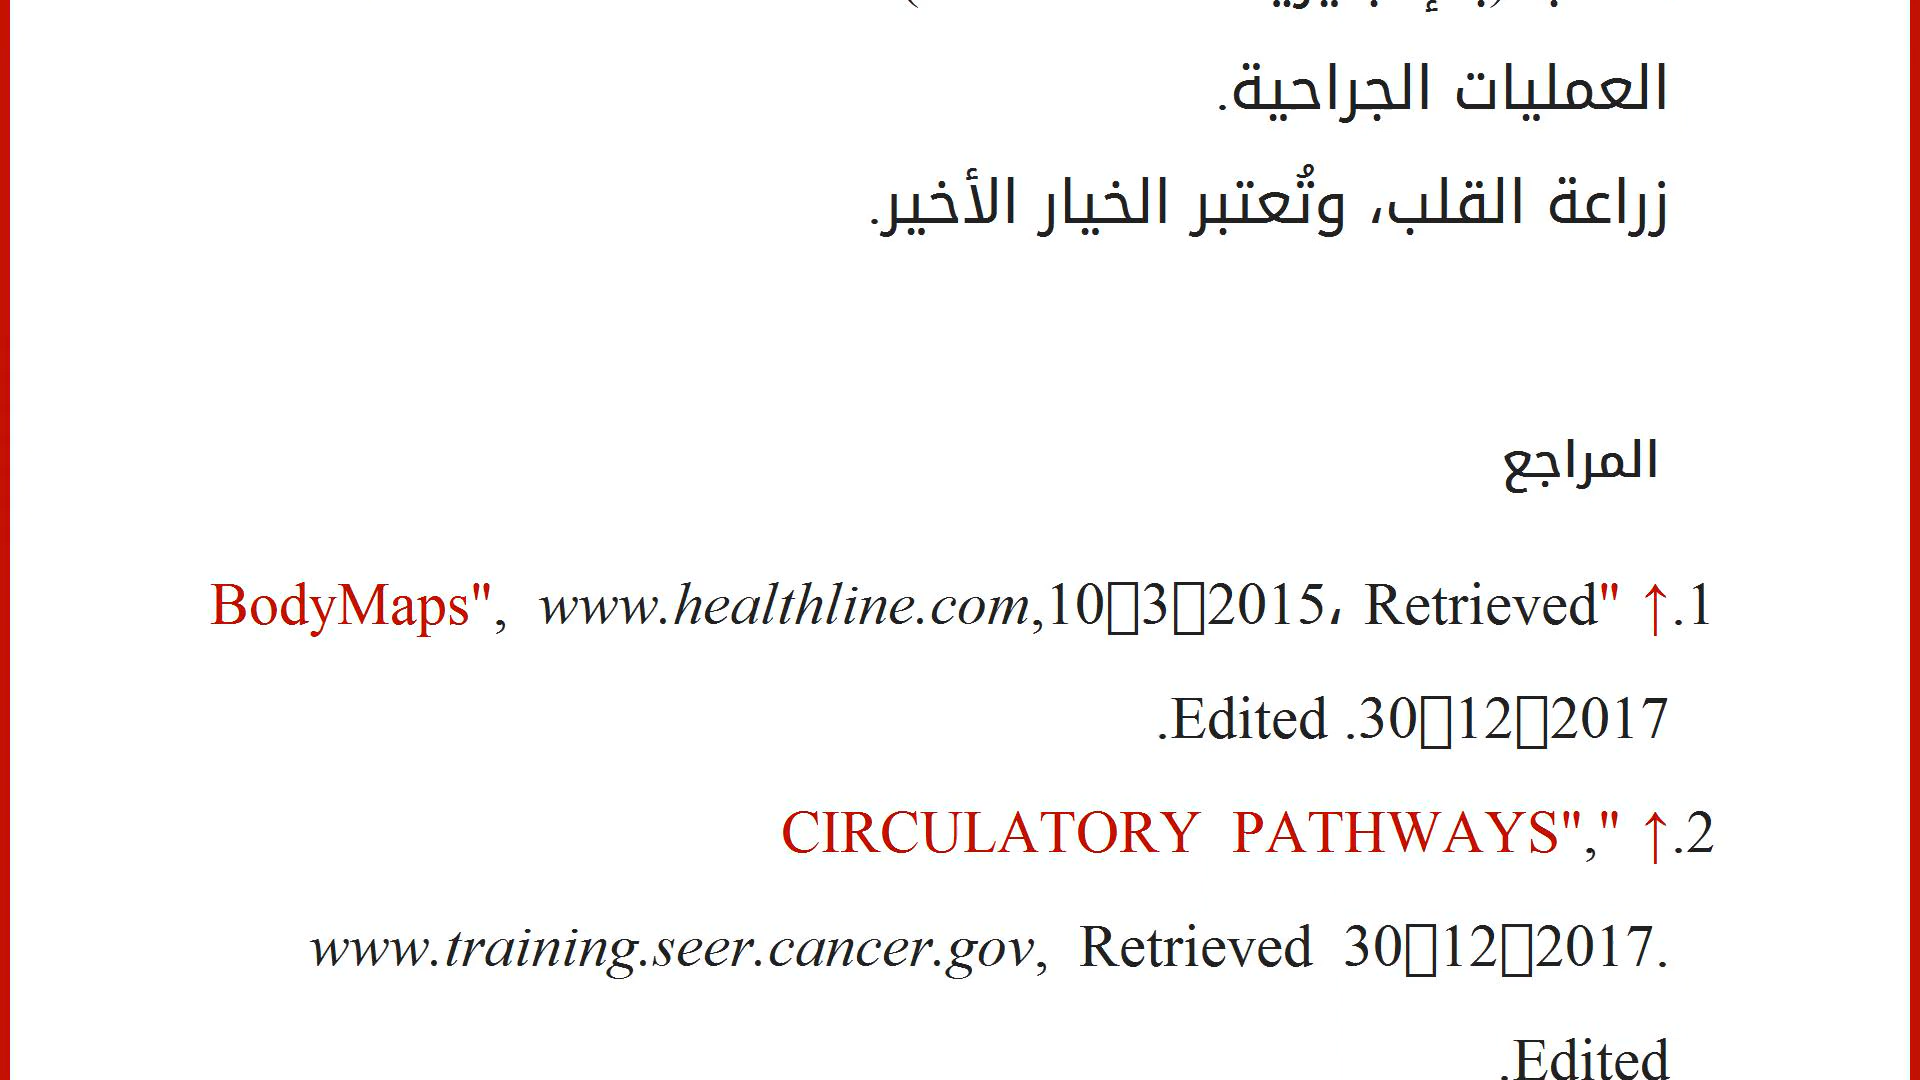 العمليات الجراحية.
زراعة القلب، وتُعتبر الخيار الأخير.
المراجع
1. ↑ "BodyMaps", www.healthline.com,10▯3▯2015، Retrieved
30▯12▯2017. Edited.
2. ↑ "CIRCULATORY PATHWAYS",
www.training.seer.cancer.gov, Retrieved 30▯12▯2017.
Edited.